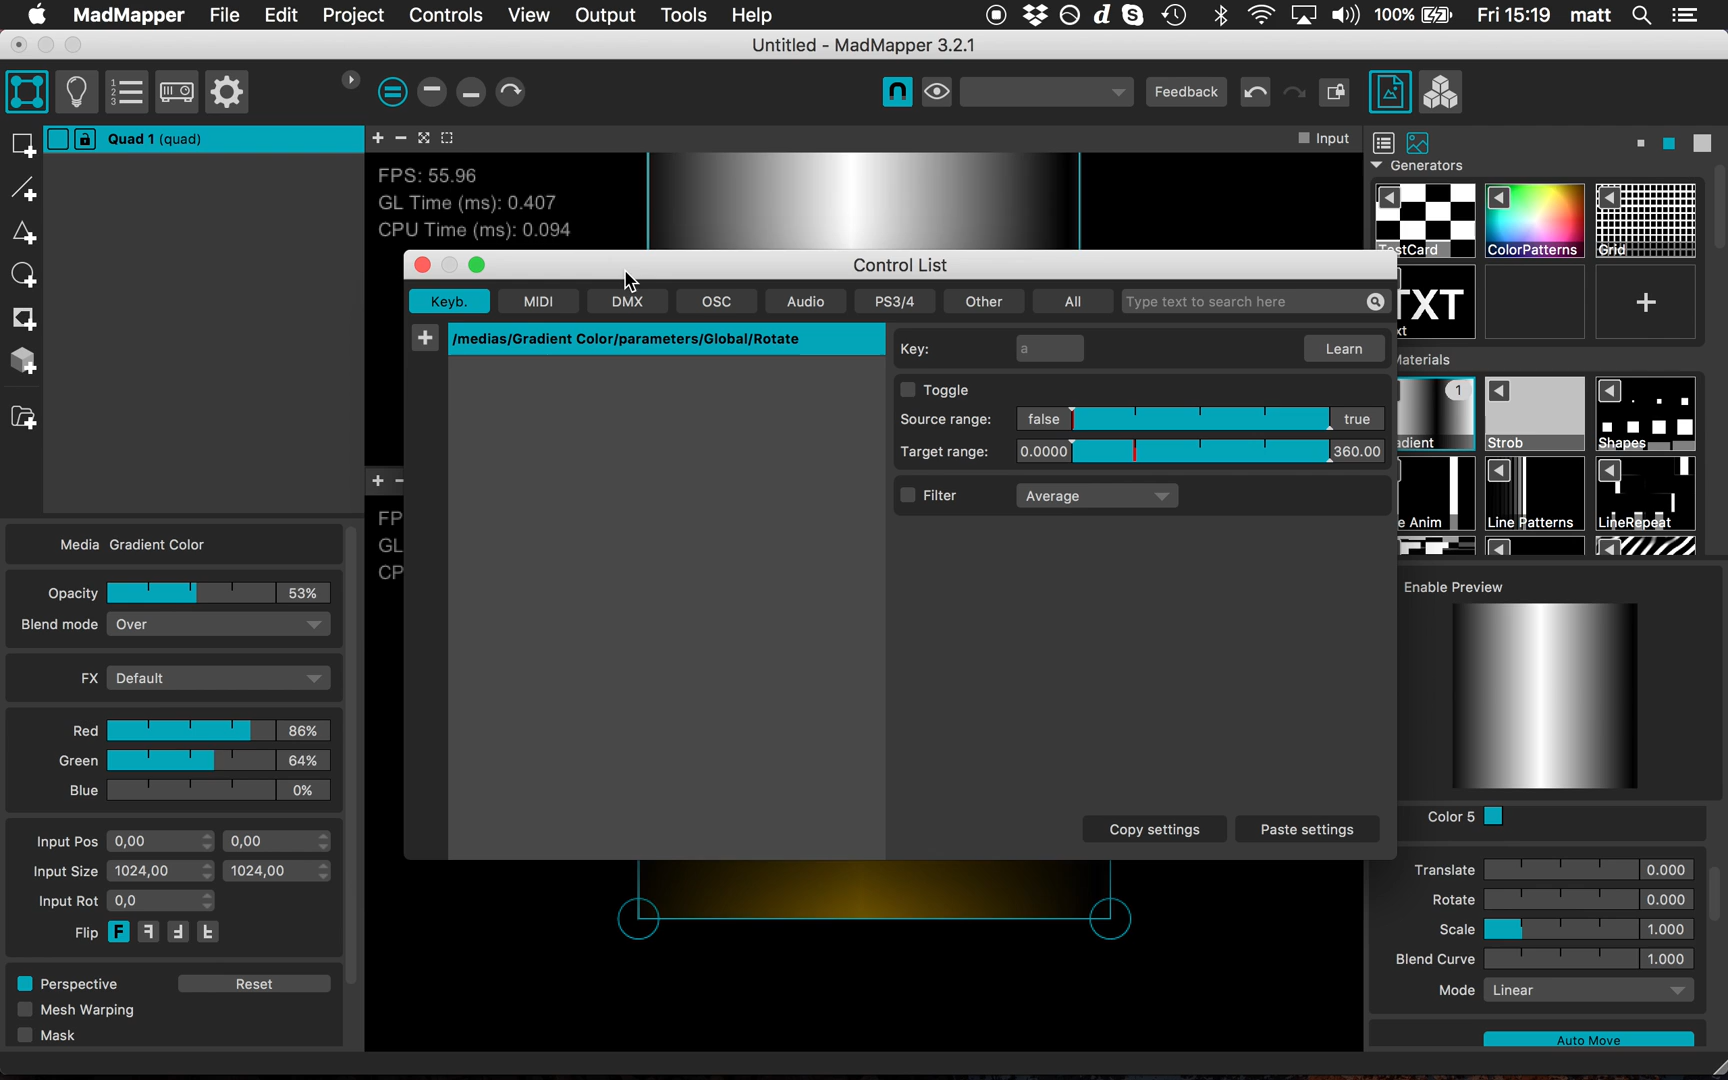 MadMapper File Edit Project Controls View Output Tools Help 100% Fri 15:19 matt
Untitled - MadMapper 3.2.1
Feedback
Quad 1 (quad)
Input
FPS: 55.96
GL Time (ms): 0.407
CPU Time (ms): 0.094
Generators
TestCard
ColorPatterns
Grid
TXT
Materials
1
Strob
Shapes
e Anim
Line Patterns
LineRepeat
Control List
Keyb. MIDI DMX OSC Audio PS3/4 Other All Type text to search here
/medias/Gradient Color/parameters/Global/Rotate
Key: a Learn
Toggle
Source range: false true
Target range: 0.0000 360.00
Filter Average
Copy settings Paste settings
FP
GL
CP
Media Gradient Color
Opacity 53%
Blend mode Over
FX Default
Red 86%
Green 64%
Blue 0%
Input Pos 0,00 0,00
Input Size 1024,00 1024,00
Input Rot 0,0
Flip
Perspective Reset
Mesh Warping
Mask
Enable Preview
Color 5
Translate 0.000
Rotate 0.000
Scale 1.000
Blend Curve 1.000
Mode Linear
Auto Move